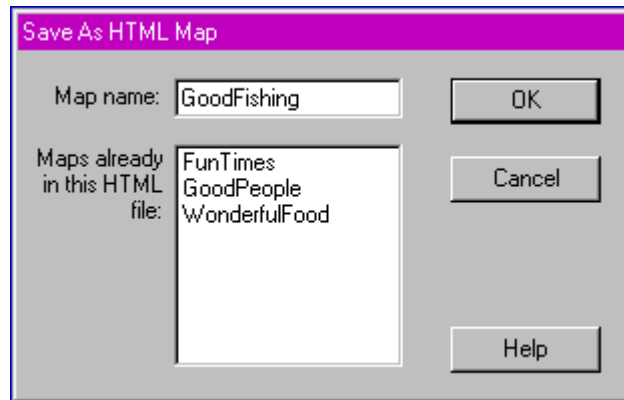 Save As HTML Map
Map name:
GoodFishing
OK
Maps already
in this HTML
file:
FunTimes
GoodPeople
WonderfulFood
Cancel
Help